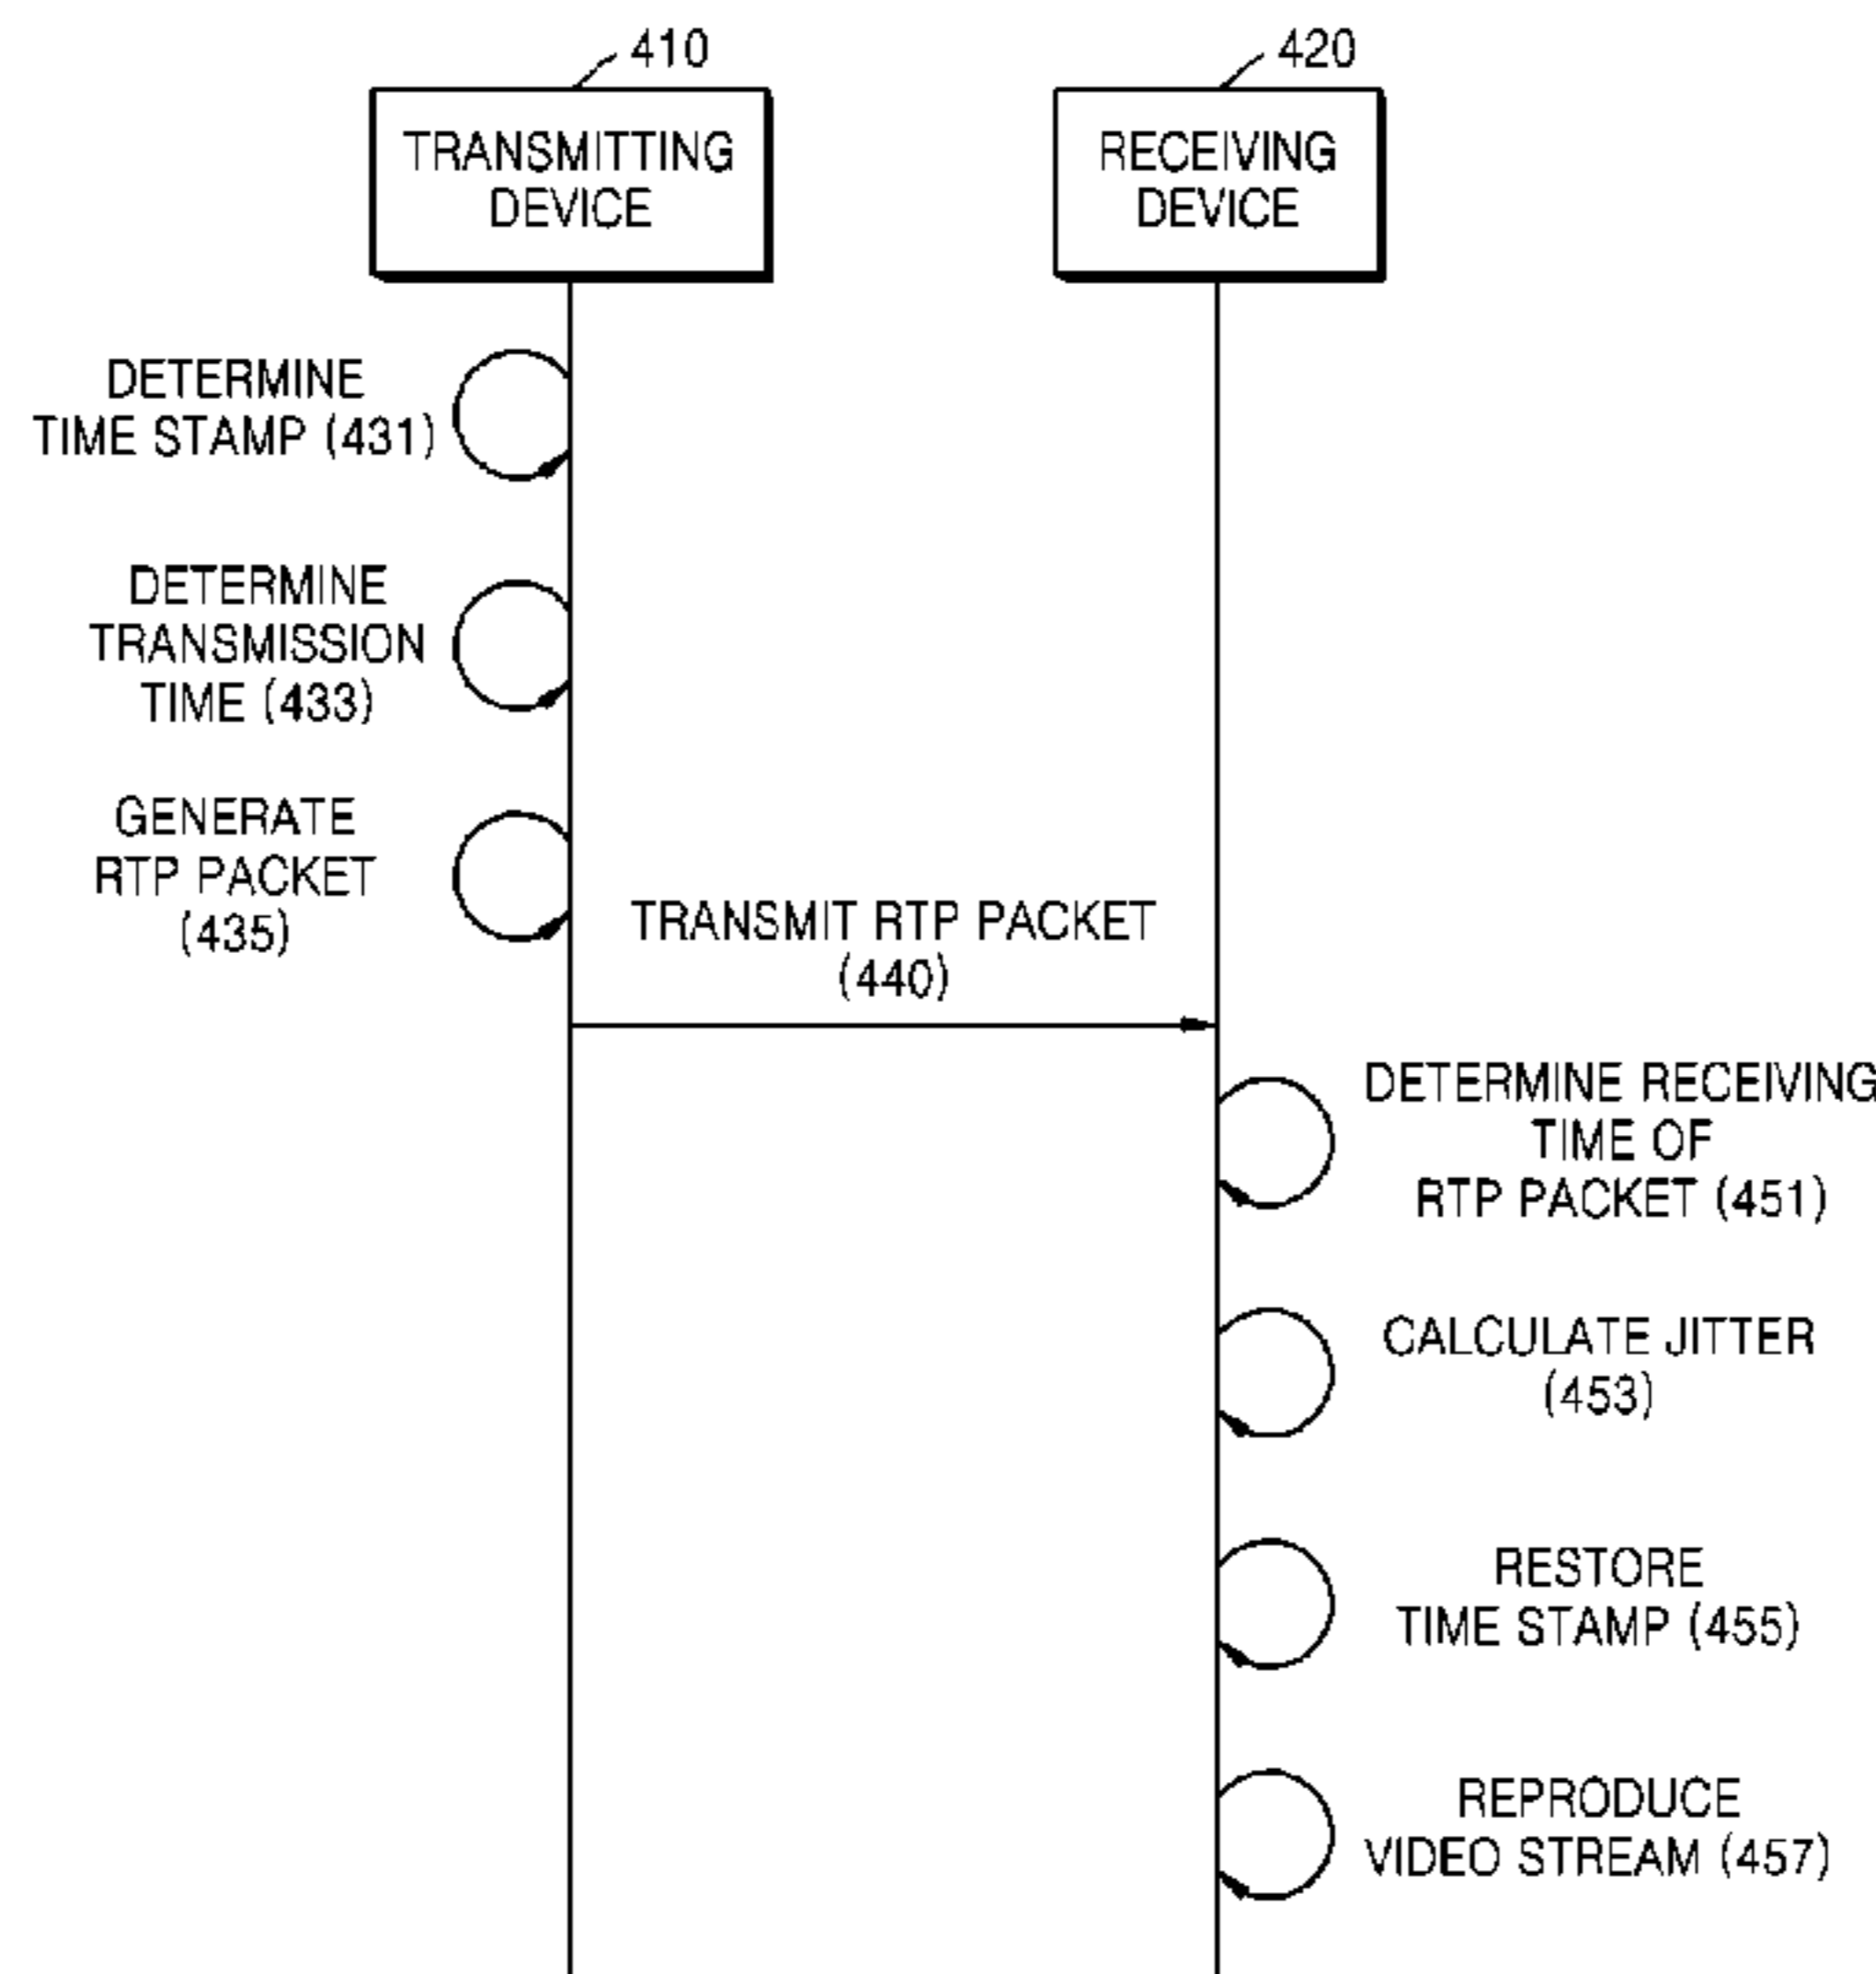 410
420
TRANSMITTING
DEVICE
RECEIVING
DEVICE
DETERMINE
TIME STAMP (431)
DETERMINE
TRANSMISSION
TIME (433)
GENERATE
RTP PACKET
(435)
TRANSMIT RTP PACKET
(440)
DETERMINE RECEIVING
TIME OF
RTP PACKET (451)
CALCULATE JITTER
(453)
RESTORE
TIME STAMP (455)
REPRODUCE
VIDEO STREAM (457)